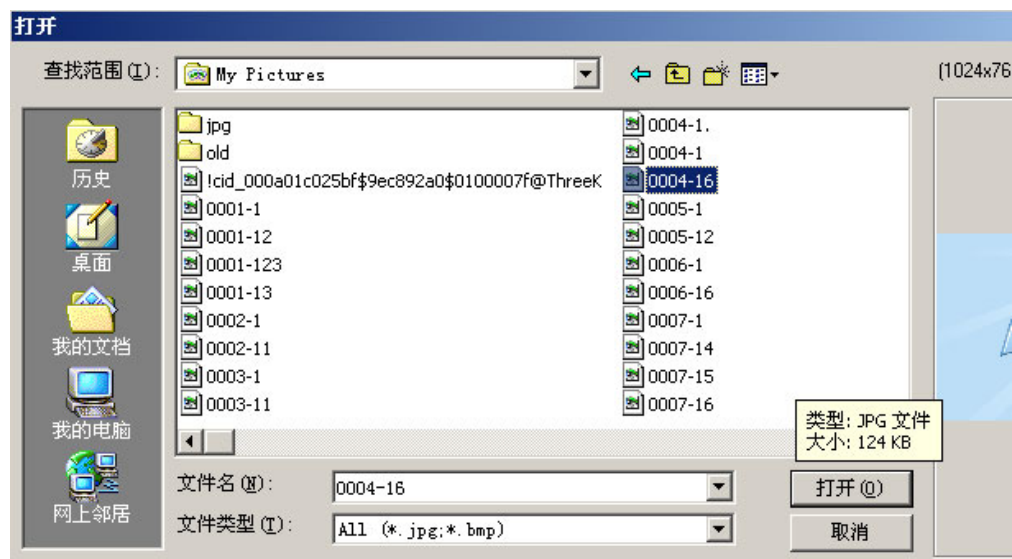 打开
查找范围(I):
My Pictures
(1024x76
历史
桌面
我的文档
我的电脑
网上邻居
jpg
old
!cid_000a01c025bf$9ec892a0$0100007f@ThreeK
0001-1
0001-12
0001-123
0001-13
0002-1
0002-11
0003-1
0003-11
0004-1.
0004-1
0004-16
0005-1
0005-12
0006-1
0006-16
0007-1
0007-14
0007-15
0007-16
类型: JPG 文件
大小: 124 KB
文件名(N):
0004-16
打开(O)
文件类型(T):
All (*.jpg;*.bmp)
取消